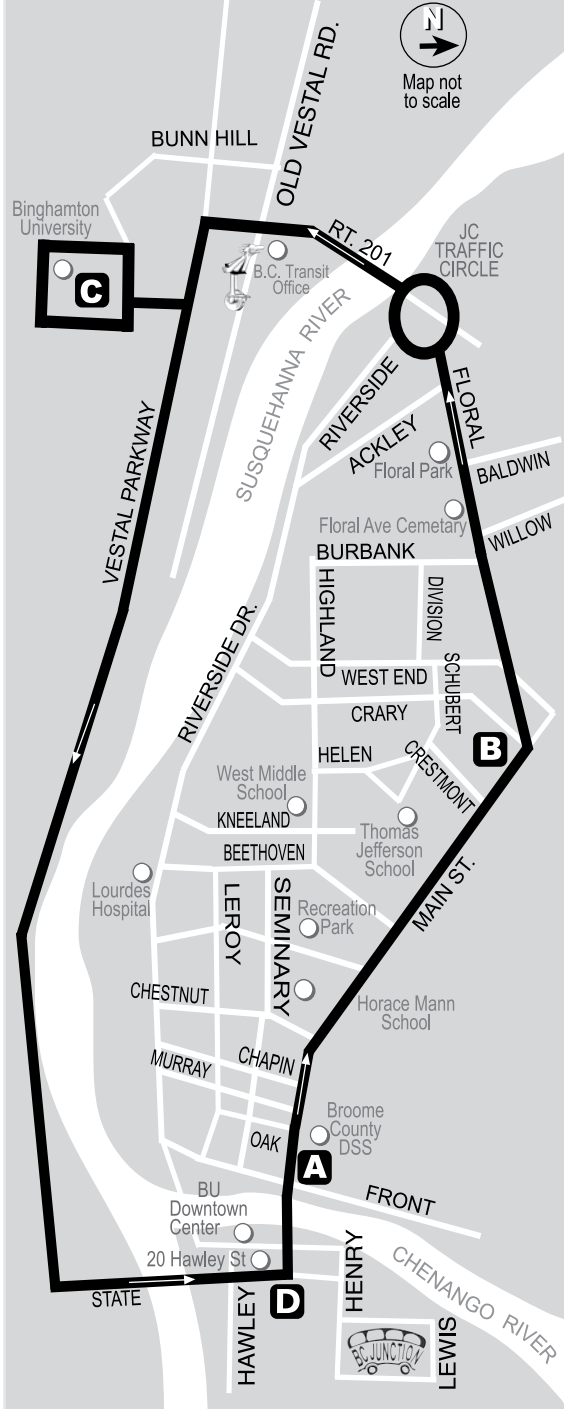 N
Map not
to scale
OLD VESTAL RD.
BUNN HILL
Binghamton
University
C
RT. 201
JC
TRAFFIC
CIRCLE
B.C. Transit
Office
SUSQUEHANNA RIVER
RIVERSIDE
ACKLEY
FLORAL
Floral Park
BALDWIN
VESTAL PARKWAY
Floral Ave Cemetary
WILLOW
BURBANK
HIGHLAND
DIVISION
RIVERSIDE DR.
WEST END
SCHUBERT
CRARY
B
HELEN
CRESTMONT
West Middle
School
KNEELAND
Thomas
Jefferson
School
BEETHOVEN
MAIN ST.
Lourdes
Hospital
LEROY
SEMINARY
Recreation
Park
CHESTNUT
Horace Mann
School
MURRAY
CHAPIN
Broome
County
DSS
OAK
A
FRONT
BU
Downtown
Center
20 Hawley St
D
STATE
HAWLEY
HENRY
CHENANGO RIVER
BC JUNCTION
LEWIS